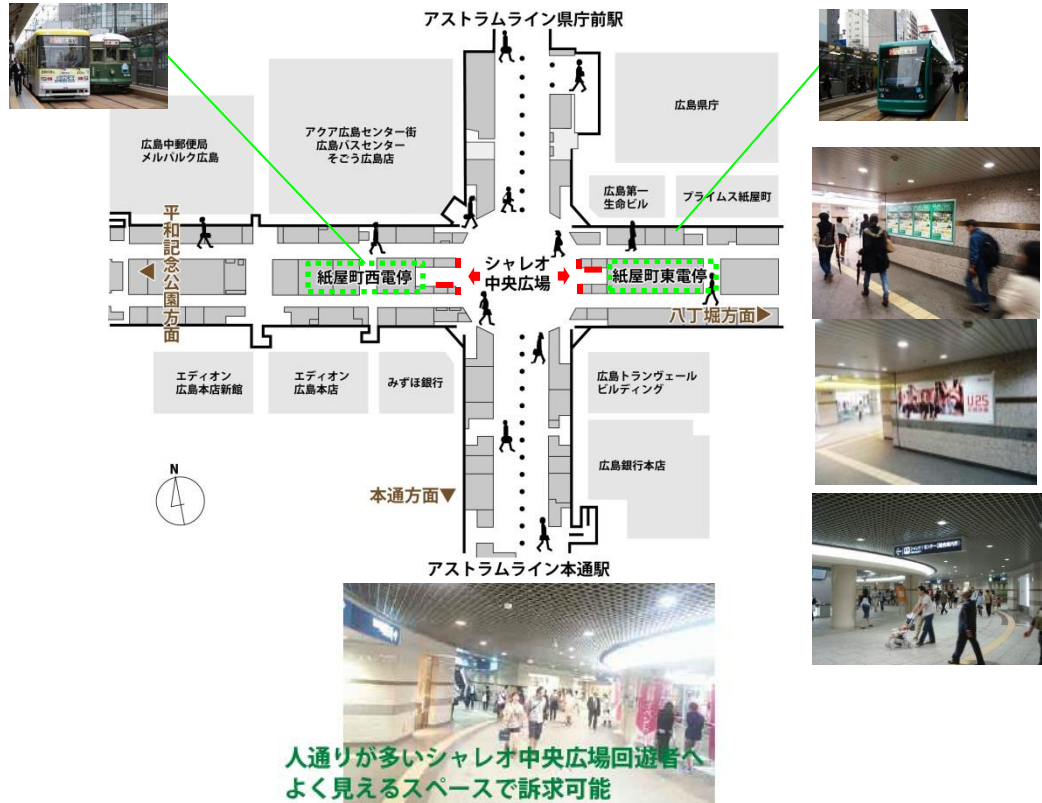 アストラムライン県庁前駅
広島中郵便局
メルパルク広島
アクア広島センター街
広島バスセンター
そごう広島店
広島県庁
広島第一
生命ビル
プライムス紙屋町
平和記念公園方面
紙屋町西電停
シャレオ
中央広場
紙屋町東電停
八丁堀方面
エディオン
広島本店新館
エディオン
広島本店
みずほ銀行
広島トランヴェール
ビルディング
広島銀行本店
N
本通方面
アストラムライン本通駅
U25
人通りが多いシャレオ中央広場回遊者へ
よく見えるスペースで訴求可能